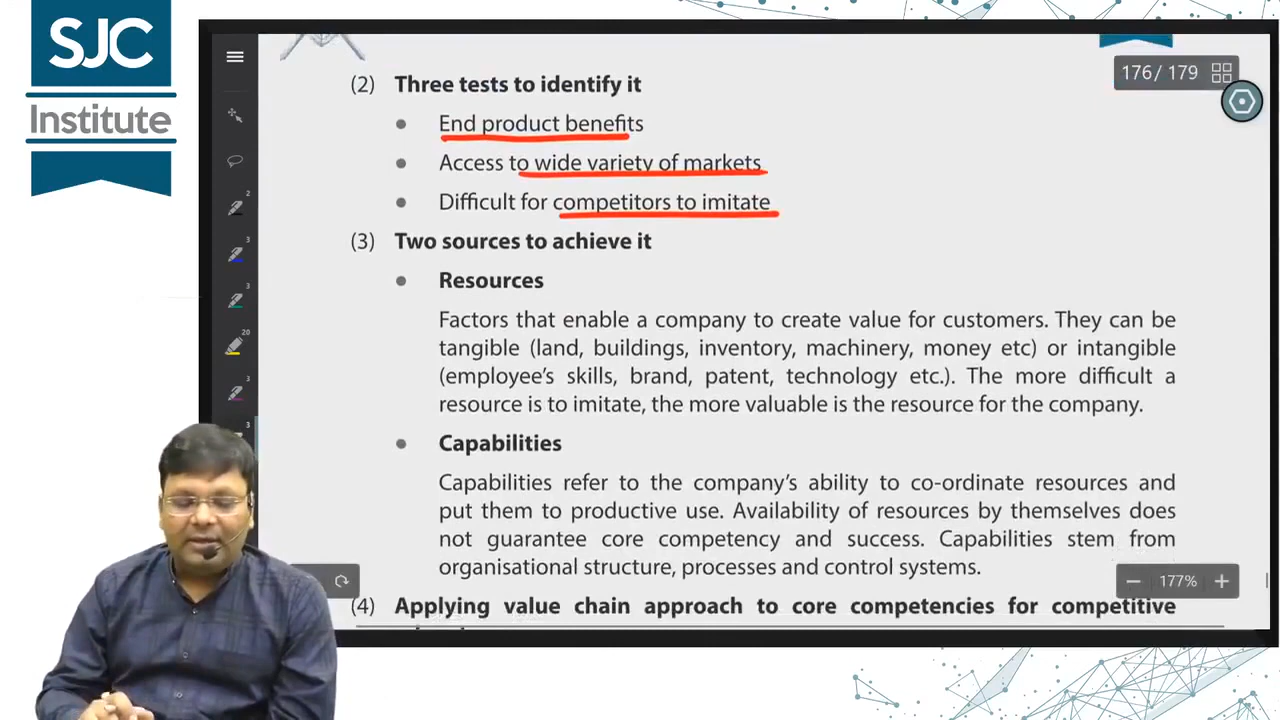 SJC
Institute
176 / 179
(2) Three tests to identify it
● End product benefits
● Access to wide variety of markets
● Difficult for competitors to imitate
(3) Two sources to achieve it
● Resources
Factors that enable a company to create value for customers. They can be
tangible (land, buildings, inventory, machinery, money etc) or intangible
(employee's skills, brand, patent, technology etc.). The more difficult a
resource is to imitate, the more valuable is the resource for the company.
● Capabilities
Capabilities refer to the company's ability to co-ordinate resources and
put them to productive use. Availability of resources by themselves does
not guarantee core competency and success. Capabilities stem from
organisational structure, processes and control systems.
177%
(4) Applying value chain approach to core competencies for competitive
2
3
3
20
3
3